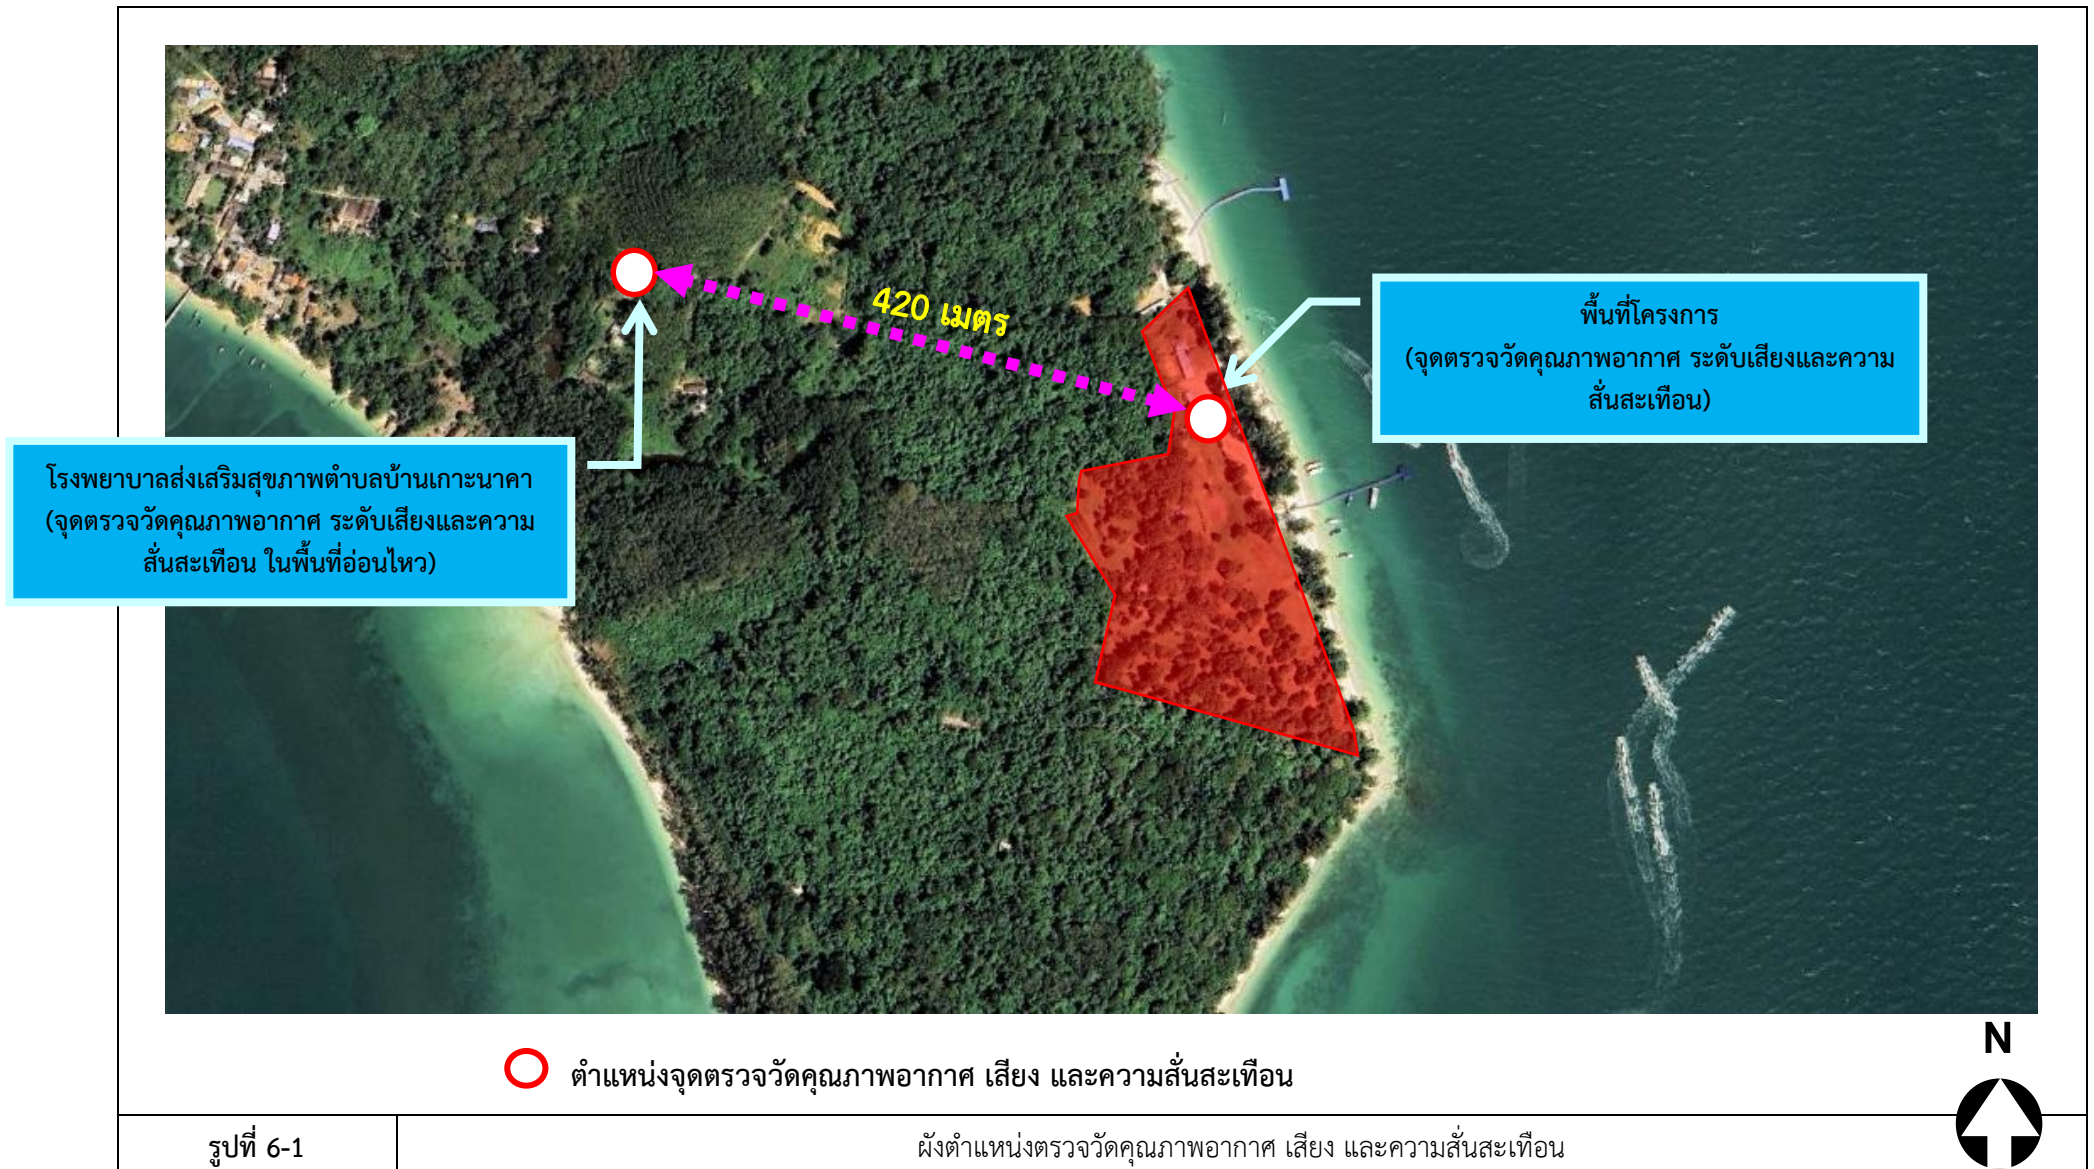 420 เมตร
พื้นที่โครงการ
(จุดตรวจวัดคุณภาพอากาศ ระดับเสียงและความ
สั่นสะเทือน)
โรงพยาบาลส่งเสริมสุขภาพตำบลบ้านเกาะนาคา
(จุดตรวจวัดคุณภาพอากาศ ระดับเสียงและความ
สั่นสะเทือน ในพื้นที่อ่อนไหว)
N
ตำแหน่งจุดตรวจวัดคุณภาพอากาศ เสียง และความสั่นสะเทือน
รูปที่ 6-1
ผังตำแหน่งตรวจวัดคุณภาพอากาศ เสียง และความสั่นสะเทือน